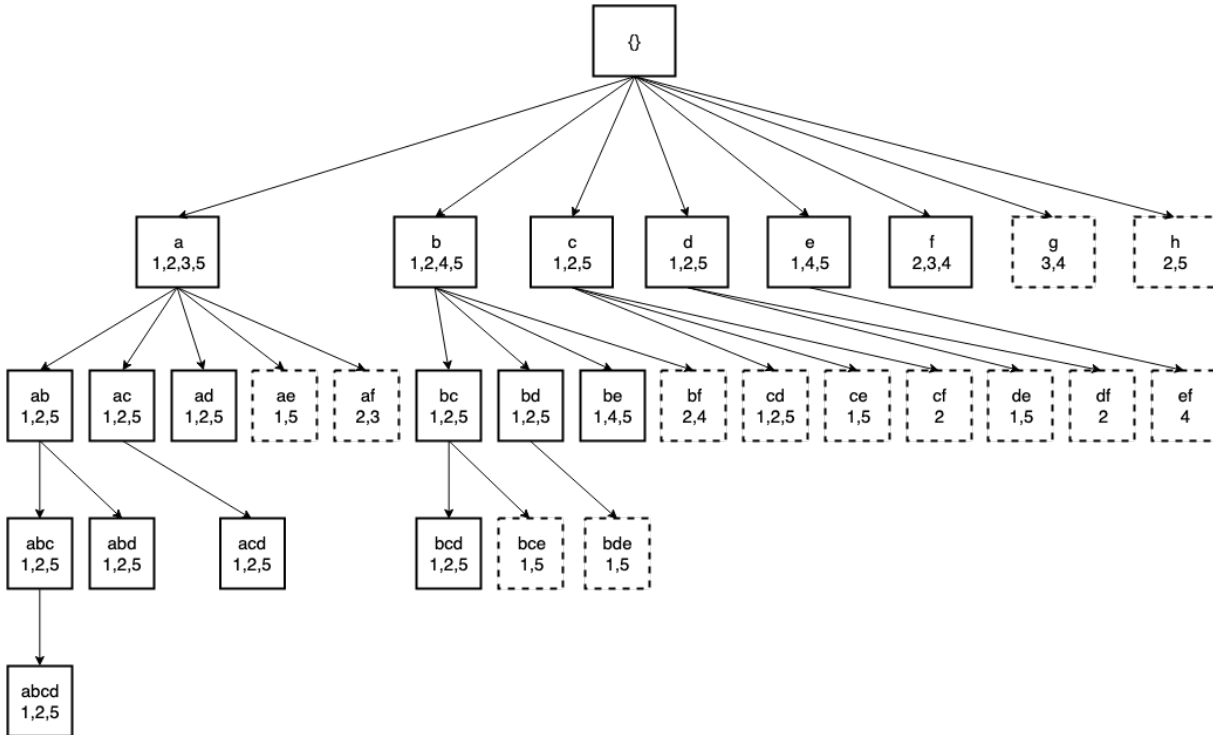 {}
a
1,2,3,5
b
1,2,4,5
c
1,2,5
d
1,2,5
e
1,4,5
f
2,3,4
g
3,4
h
2,5
ab
1,2,5
ac
1,2,5
ad
1,2,5
ae
1,5
af
2,3
bc
1,2,5
bd
1,2,5
be
1,4,5
bf
2,4
cd
1,2,5
ce
1,5
cf
2
de
1,5
df
2
ef
4
abc
1,2,5
abd
1,2,5
acd
1,2,5
bcd
1,2,5
bce
1,5
bde
1,5
abcd
1,2,5